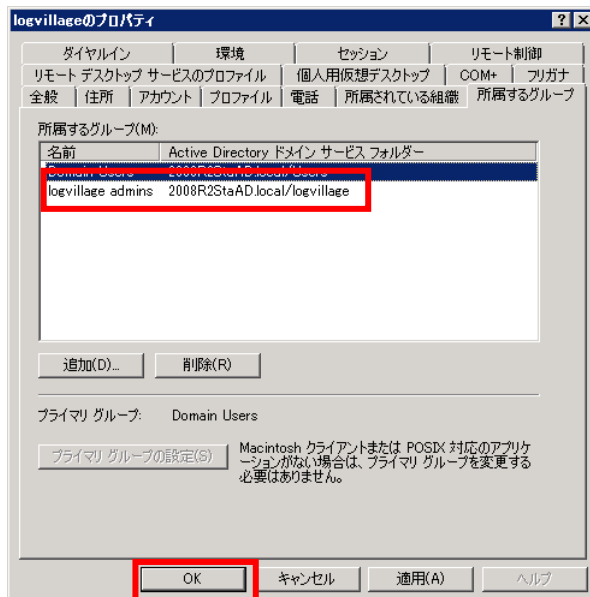 logvillageのプロパティ
ダイヤルイン 環境 セッション リモート制御
リモート デスクトップ サービスのプロファイル 個人用仮想デスクトップ COM+ フリガナ
全般 住所 アカウント プロファイル 電話 所属されている組織 所属するグループ
所属するグループ(M):
名前 Active Directory ドメイン サービス フォルダー
Domain Users 2008R2StaAD.local/Users
logvillage admins 2008R2StaAD.local/logvillage
追加(D)... 削除(R)
プライマリ グループ: Domain Users
プライマリ グループの設定(S)
Macintosh クライアントまたは POSIX 対応のアプリケ
ーションがない場合は、プライマリ グループを変更する
必要はありません。
OK キャンセル 適用(A) ヘルプ